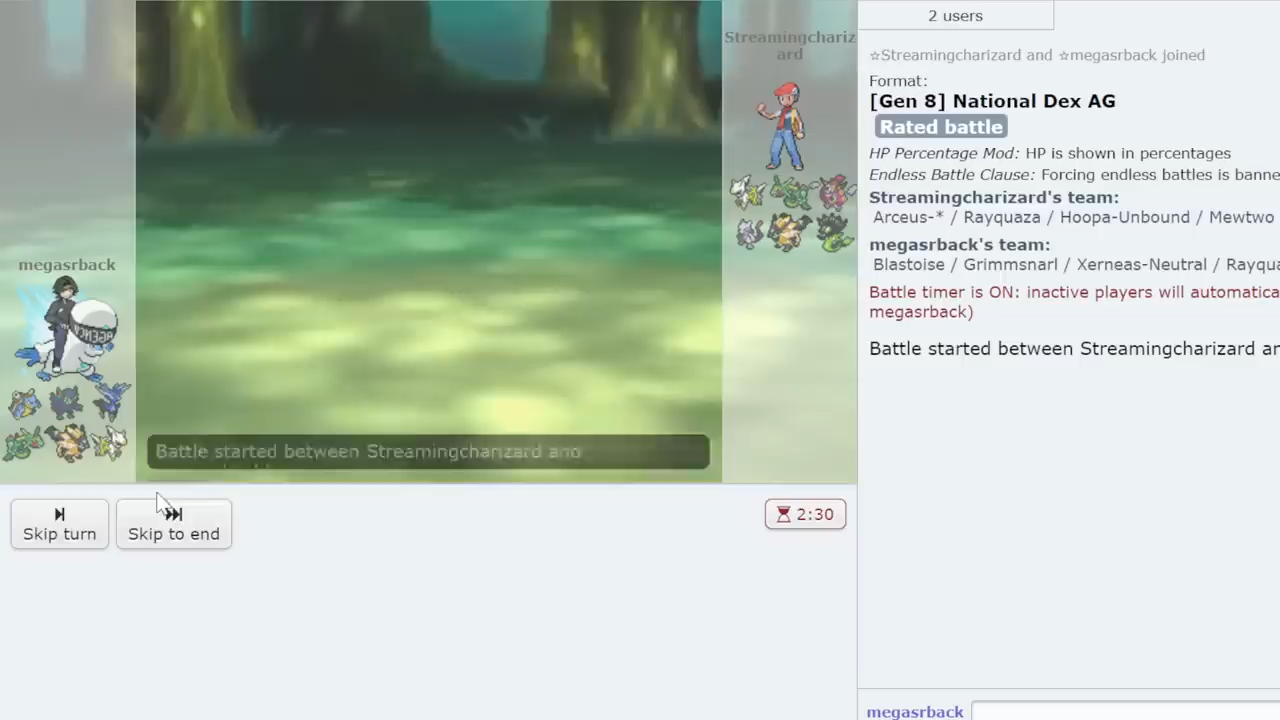 2 users
Streamingchariz
ard
☆Streamingcharizard and ☆megasrback joined
Format:
[Gen 8] National Dex AG
Rated battle
HP Percentage Mod: HP is shown in percentages
Endless Battle Clause: Forcing endless battles is banne
Streamingcharizard's team:
Arceus-* / Rayquaza / Hoopa-Unbound / Mewtwo
megasrback's team:
Blastoise / Grimmsnarl / Xerneas-Neutral / Rayqua
Battle timer is ON: inactive players will automatica
megasrback)
Battle started between Streamingcharizard an
megasrback
Battle started between Streamingcharizard and
Skip turn
Skip to end
2:30
megasrback